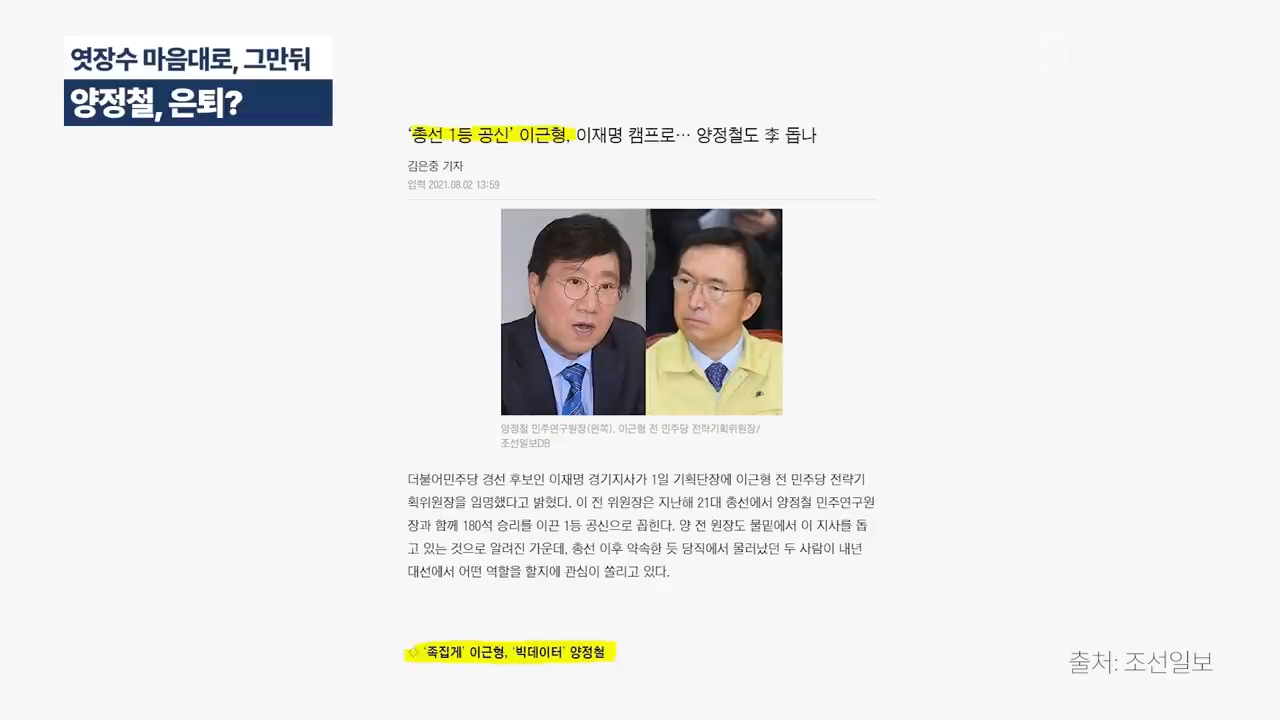 엿장수 마음대로, 그만둬
양정철, 은퇴?
‘총선 1등 공신’ 이근형, 이재명 캠프로… 양정철도 李 돕나
김은중 기자
입력 2021.08.02 13:59
양정철 민주연구원장(왼쪽), 이근형 전 민주당 전략기획위원장/
조선일보DB
더불어민주당 경선 후보인 이재명 경기지사가 1일 기획단장에 이근형 전 민주당 전략기
획위원장을 임명했다고 밝혔다. 이 전 위원장은 지난해 21대 총선에서 양정철 민주연구원
장과 함께 180석 승리를 이끈 1등 공신으로 꼽힌다. 양 전 원장도 물밑에서 이 지사를 돕
고 있는 것으로 알려진 가운데, 총선 이후 약속한 듯 당직에서 물러났던 두 사람이 내년
대선에서 어떤 역할을 할지에 관심이 쏠리고 있다.
◇ ‘족집게’ 이근형, ‘빅데이터’ 양정철
출처: 조선일보